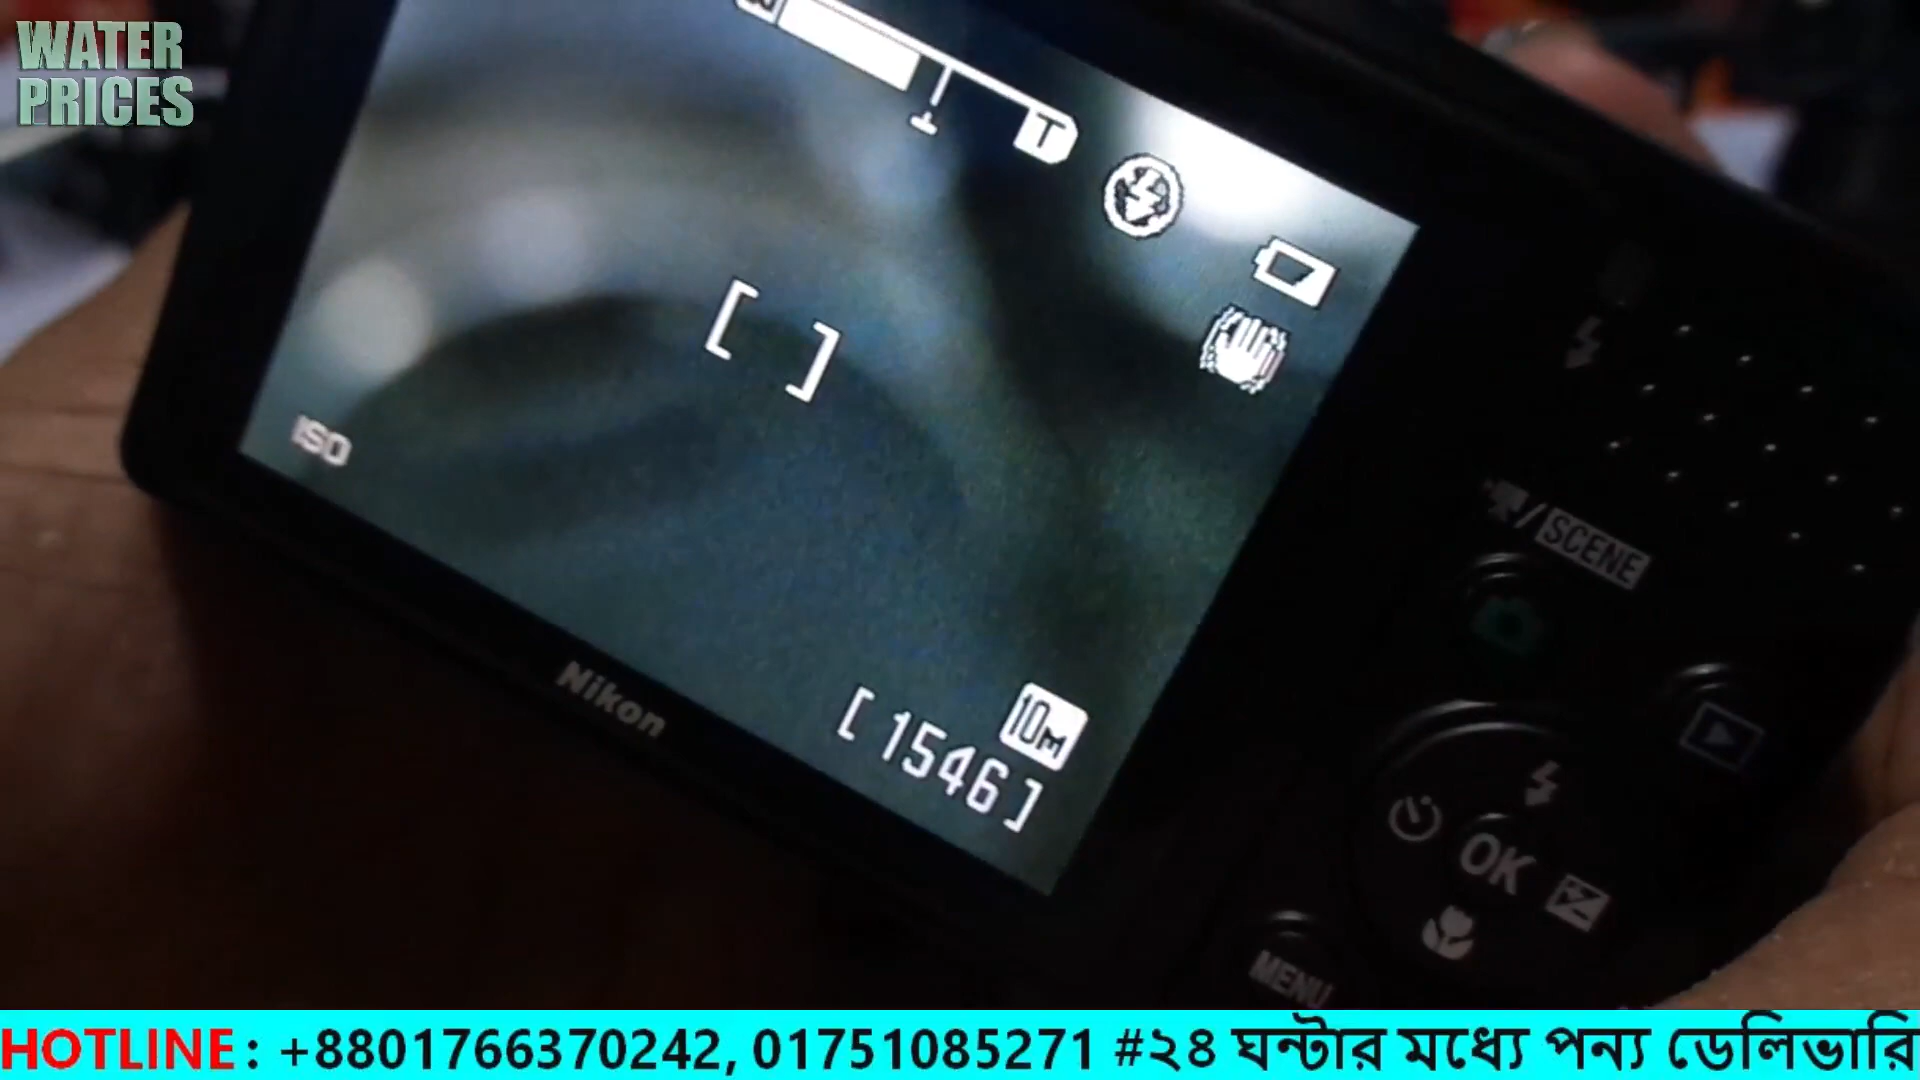 WATER
PRICES
T
ISO
10M
[1546]
Nikon
/SCENE
OK
MENU
HOTLINE: +8801766370242, 01751085271 #২৪ ঘন্টার মধ্যে পন্য ডেলিভারি